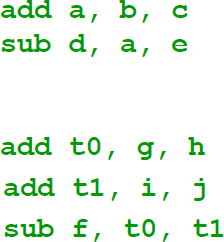 add a, b, c
sub d, a, e
add t0, g, h
add t1, i, j
sub f, t0, t1